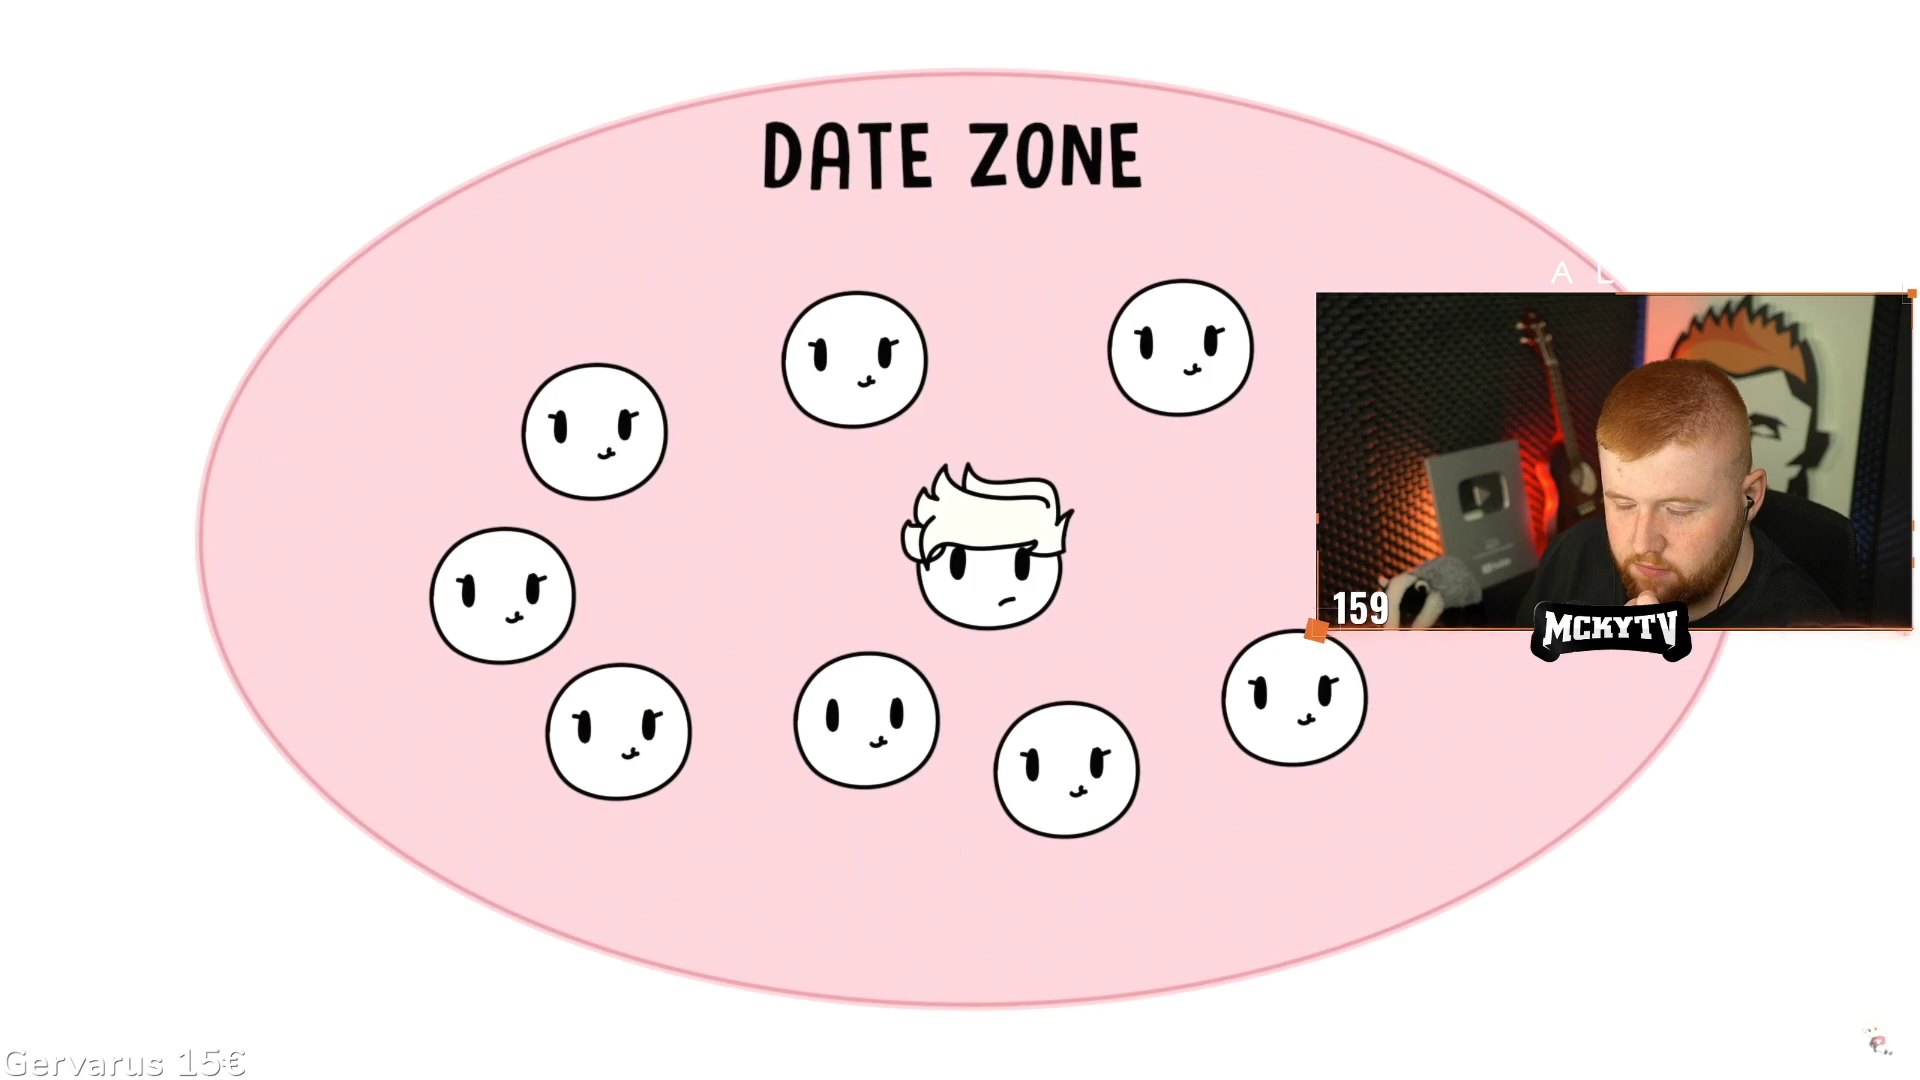 DATE ZONE
A
159
MCKYTV
Gervarus 15€